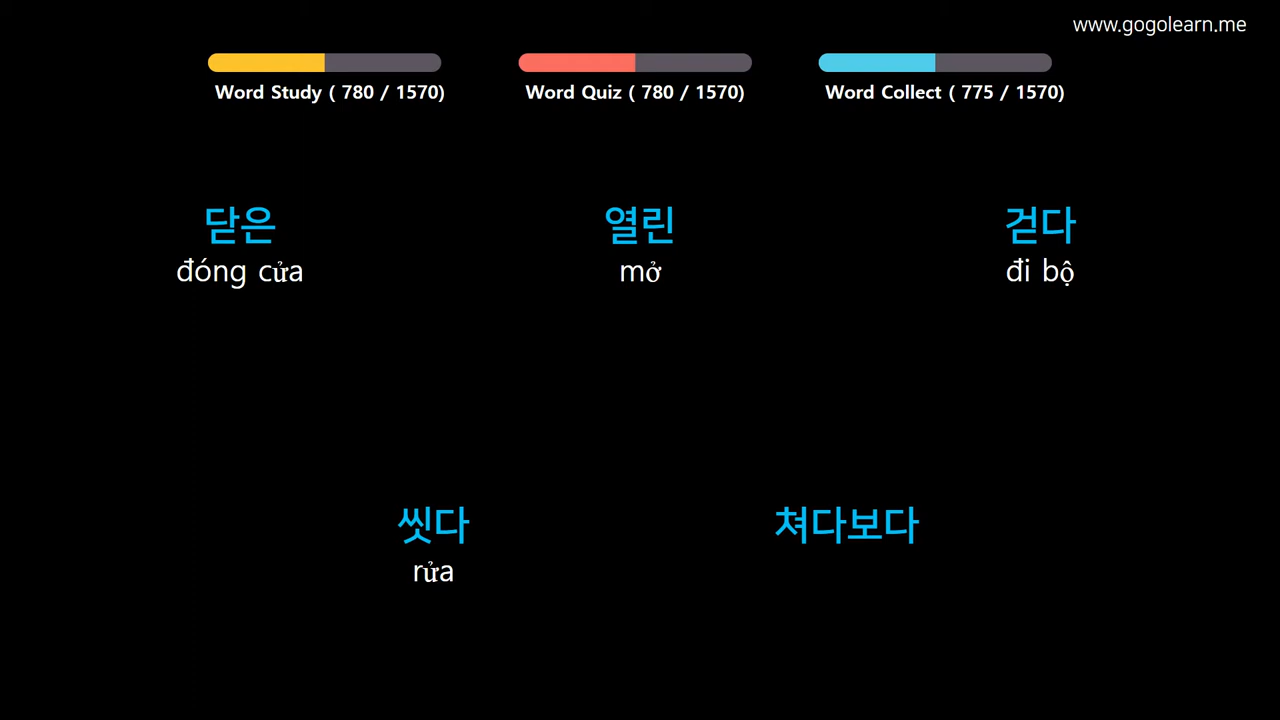 www.gogolearn.me
Word Study ( 780 / 1570)
Word Quiz ( 780 / 1570)
Word Collect ( 775 / 1570)
닫은
đóng cửa
열린
mở
걷다
đi bộ
씻다
rửa
쳐다보다